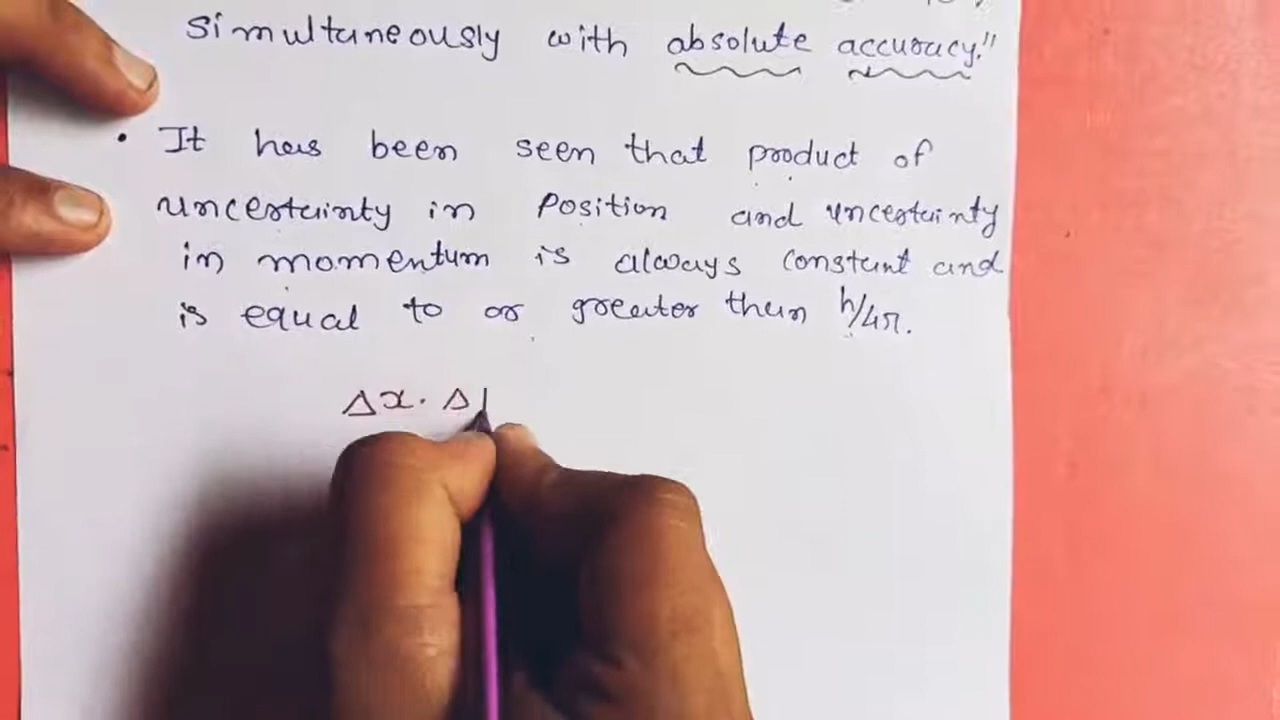 simultaneously with absolute accuracy."
• It has been seen that product of
uncertainty in position and uncertainty
in momentum is always constant and
is equal to or greater than h/4π.
Δx. Δ